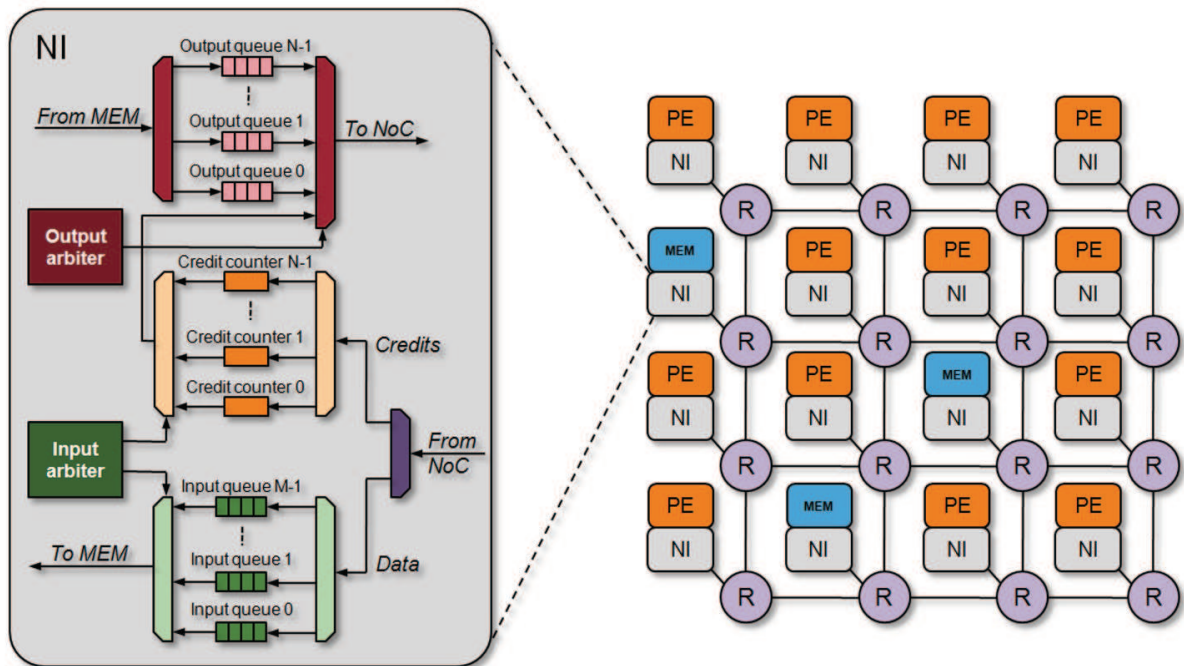 NI
Output queue N-1
From MEM
Output queue 1
To NoC
Output queue 0
Output
arbiter
Credit counter N-1
Credit counter 1
Credits
Credit counter 0
Input
arbiter
From
NoC
Input queue M-1
To MEM
Input queue 1
Data
Input queue 0
PE PE PE PE
NI NI NI NI
R R R R
MEM PE PE PE
NI NI NI NI
R R R R
PE PE MEM PE
NI NI NI NI
R R R R
PE MEM PE PE
NI NI NI NI
R R R R